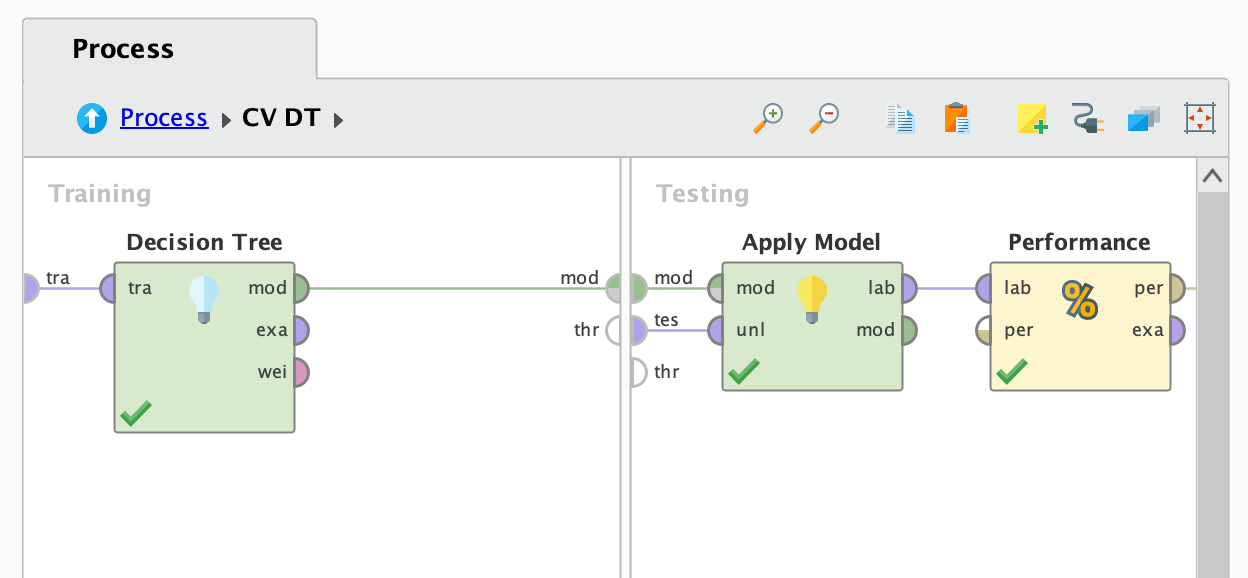 Process
Process CV DT
Training
Testing
Decision Tree
Apply Model
Performance
tra
tra
mod
exa
wei
mod
thr
mod
tes
thr
mod
unl
lab
mod
lab
per
%
per
exa